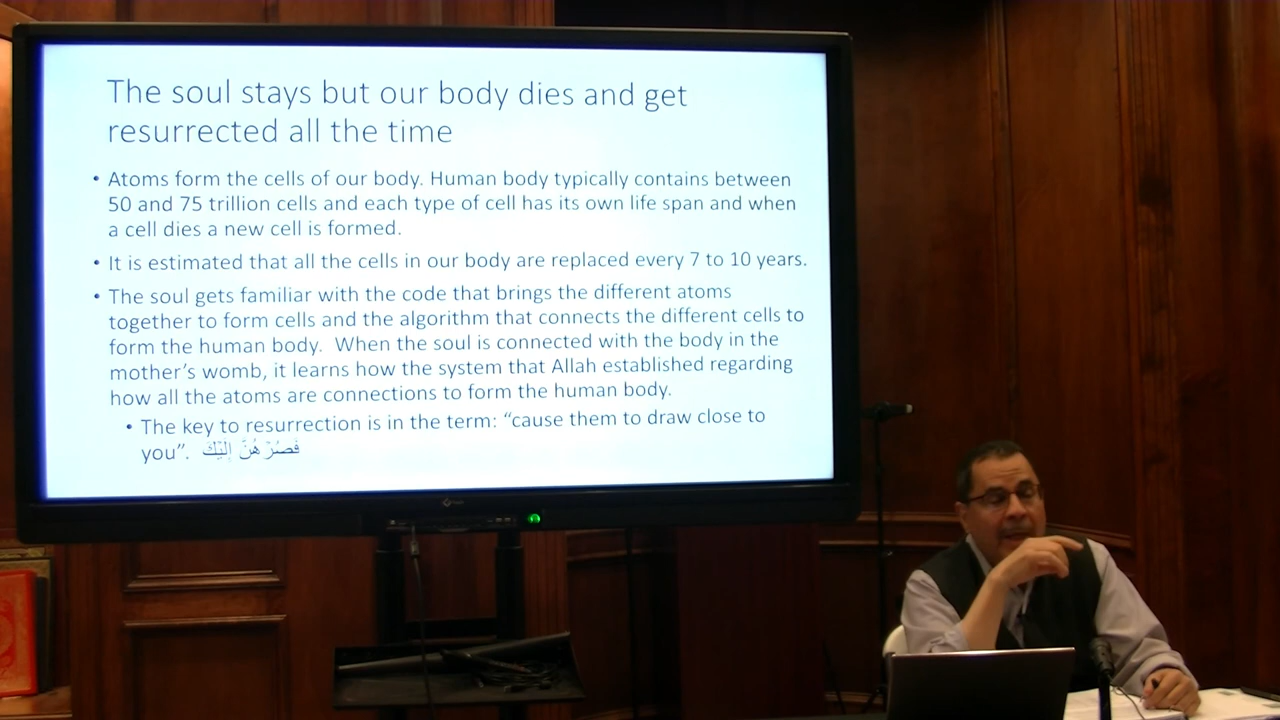 The soul stays but our body dies and get
resurrected all the time
• Atoms form the cells of our body. Human body typically contains between
50 and 75 trillion cells and each type of cell has its own life span and when
a cell dies a new cell is formed.
• It is estimated that all the cells in our body are replaced every 7 to 10 years.
• The soul gets familiar with the code that brings the different atoms
together to form cells and the algorithm that connects the different cells to
form the human body. When the soul is connected with the body in the
mother's womb, it learns how the system that Allah established regarding
how all the atoms are connections to form the human body.
• The key to resurrection is in the term: “cause them to draw close to
you”. فَصُرْهُنَّ إِلَيْكَ